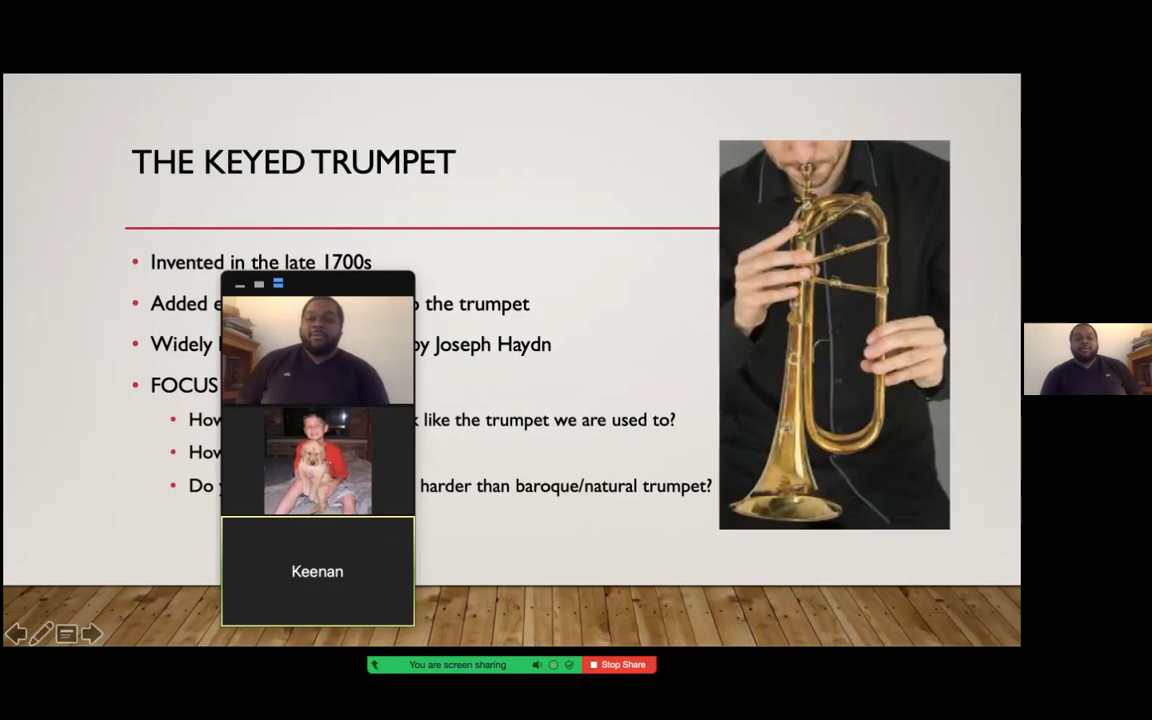 THE KEYED TRUMPET
Invented in the late 1700s
Added the trumpet
Widely by Joseph Haydn
FOCUS
How like the trumpet we are used to?
How
Do harder than baroque/natural trumpet?
Keenan
You are screen sharing
Stop Share